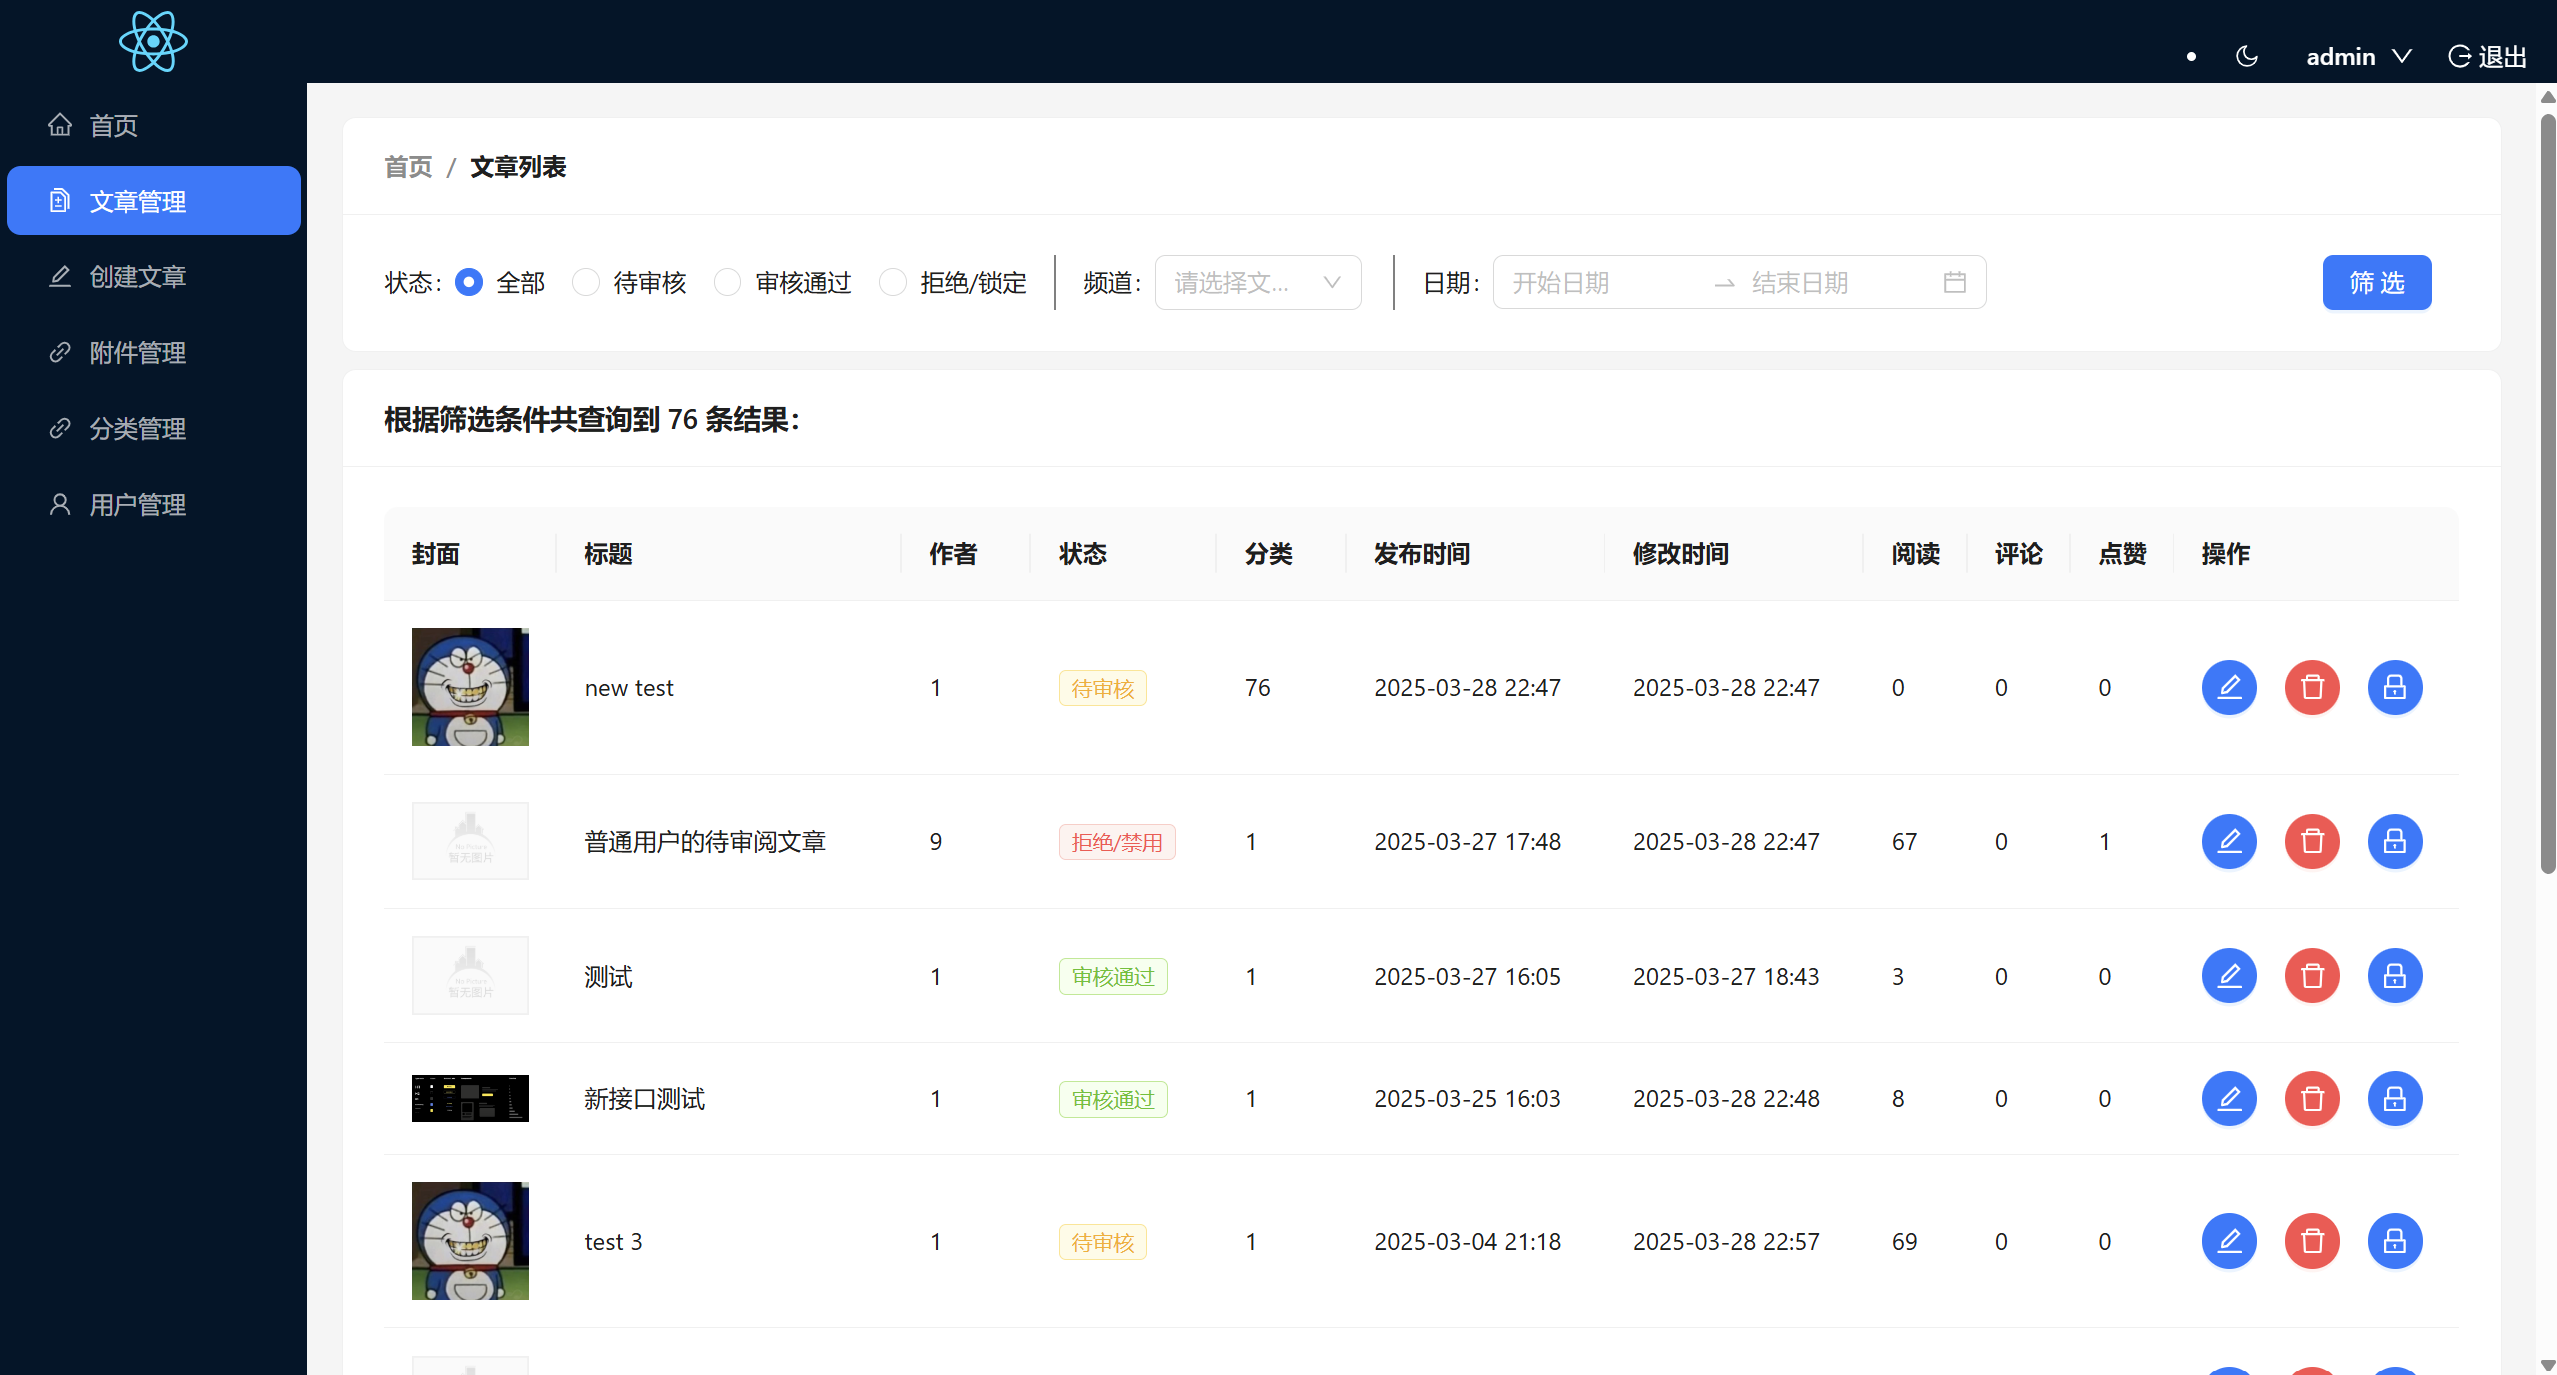 admin 退出
首页
文章管理
创建文章
附件管理
分类管理
用户管理
首页 / 文章列表
状态: 全部 待审核 审核通过 拒绝/锁定 频道: 请选择文... 日期: 开始日期 → 结束日期 筛 选
根据筛选条件共查询到 76 条结果:
封面 标题 作者 状态 分类 发布时间 修改时间 阅读 评论 点赞 操作
new test 1 待审核 76 2025-03-28 22:47 2025-03-28 22:47 0 0 0
No Picture
暂无图片
普通用户的待审阅文章 9 拒绝/禁用 1 2025-03-27 17:48 2025-03-28 22:47 67 0 1
No Picture
暂无图片
测试 1 审核通过 1 2025-03-27 16:05 2025-03-27 18:43 3 0 0
新接口测试 1 审核通过 1 2025-03-25 16:03 2025-03-28 22:48 8 0 0
test 3 1 待审核 1 2025-03-04 21:18 2025-03-28 22:57 69 0 0